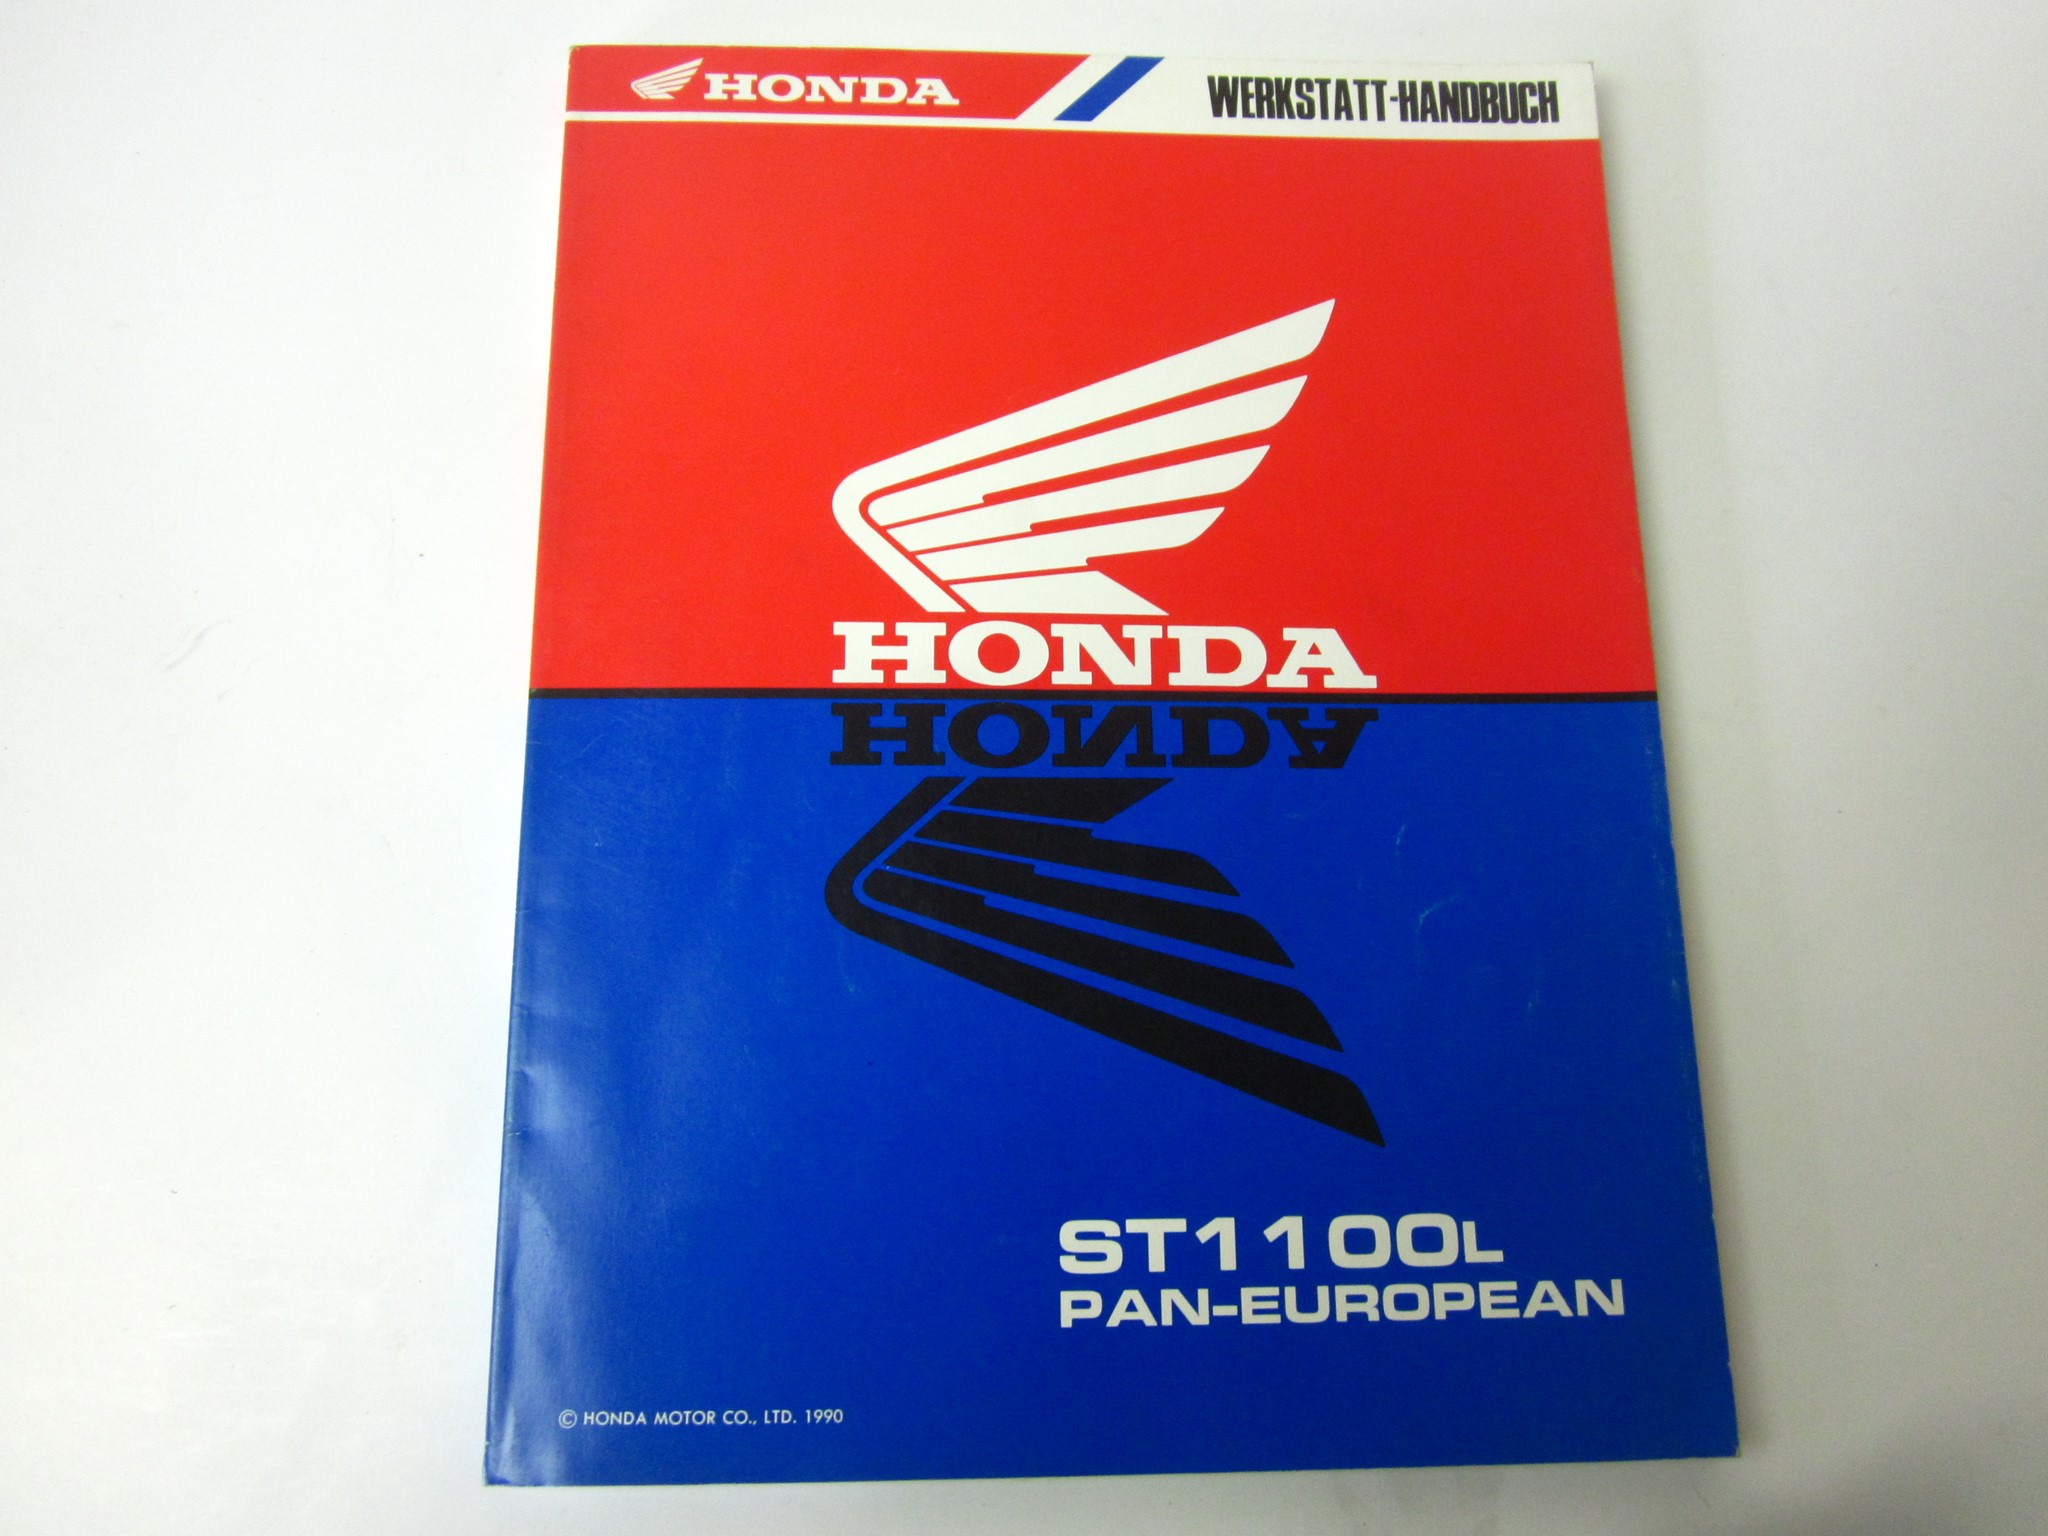 HONDA
WERKSTATT-HANDBUCH
HONDA
HONDA
ST1100L
PAN-EUROPEAN
© HONDA MOTOR CO., LTD. 1990